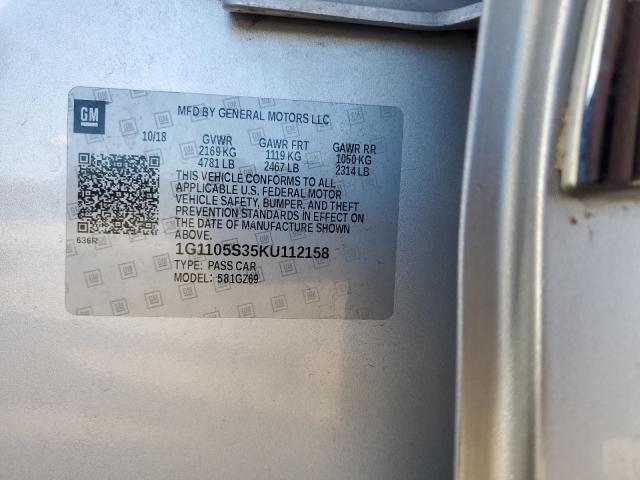 GM
MFD BY GENERAL MOTORS LLC
10/18 GVWR GAWR FRT GAWR RR
2169 KG 1119 KG 1050 KG
4781 LB 2467 LB 2314 LB
THIS VEHICLE CONFORMS TO ALL
APPLICABLE U.S. FEDERAL MOTOR
VEHICLE SAFETY, BUMPER, AND THEFT
PREVENTION STANDARDS IN EFFECT ON
THE DATE OF MANUFACTURE SHOWN
ABOVE.
636R
1G1105S35KU112158
TYPE: PASS CAR
MODEL: 581GZ69